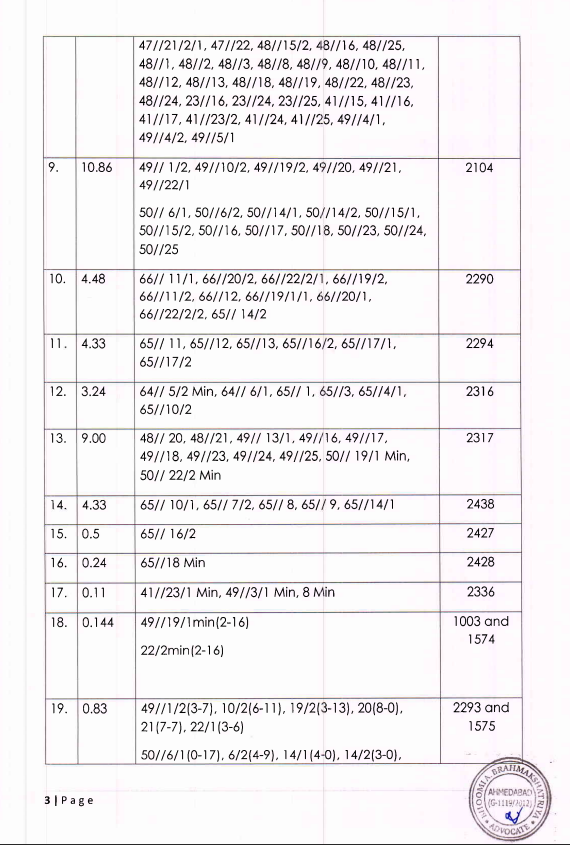 47//21/2/1, 47//22, 48//15/2, 48//16, 48//25,
48//1, 48//2, 48//3, 48//8, 48//9, 48//10, 48//11,
48//12, 48//13, 48//18, 48//19, 48//22, 48//23,
48//24, 23//16, 23//24, 23//25, 41//15, 41//16,
41//17, 41//23/2, 41//24, 41//25, 49//4/1,
49//4/2, 49//5/1
9. 10.86 49// 1/2, 49//10/2, 49//19/2, 49//20, 49//21, 2104
49//22/1
50// 6/1, 50//6/2, 50//14/1, 50//14/2, 50//15/1,
50//15/2, 50//16, 50//17, 50//18, 50//23, 50//24,
50//25
10. 4.48 66// 11/1, 66//20/2, 66//22/2/1, 66//19/2, 2290
66//11/2, 66//12, 66//19/1/1, 66//20/1,
66//22/2/2, 65// 14/2
11. 4.33 65// 11, 65//12, 65//13, 65//16/2, 65//17/1, 2294
65//17/2
12. 3.24 64// 5/2 Min, 64// 6/1, 65// 1, 65//3, 65//4/1, 2316
65//10/2
13. 9.00 48// 20, 48//21, 49// 13/1, 49//16, 49//17, 2317
49//18, 49//23, 49//24, 49//25, 50// 19/1 Min,
50// 22/2 Min
14. 4.33 65// 10/1, 65// 7/2, 65// 8, 65// 9, 65//14/1 2438
15. 0.5 65// 16/2 2427
16. 0.24 65//18 Min 2428
17. 0.11 41//23/1 Min, 49//3/1 Min, 8 Min 2336
18. 0.144 49//19/1min(2-16) 1003 and
22/2min(2-16) 1574
19. 0.83 49//1/2(3-7), 10/2(6-11), 19/2(3-13), 20(8-0), 2293 and
21(7-7), 22/1(3-6) 1575
50//6/1(0-17), 6/2(4-9), 14/1(4-0), 14/2(3-0),
3 | Page
BHOOMIA BRAHMAKSHATRIYA
AHMEDABAD
(G-1119/2012)
ADVOCATE